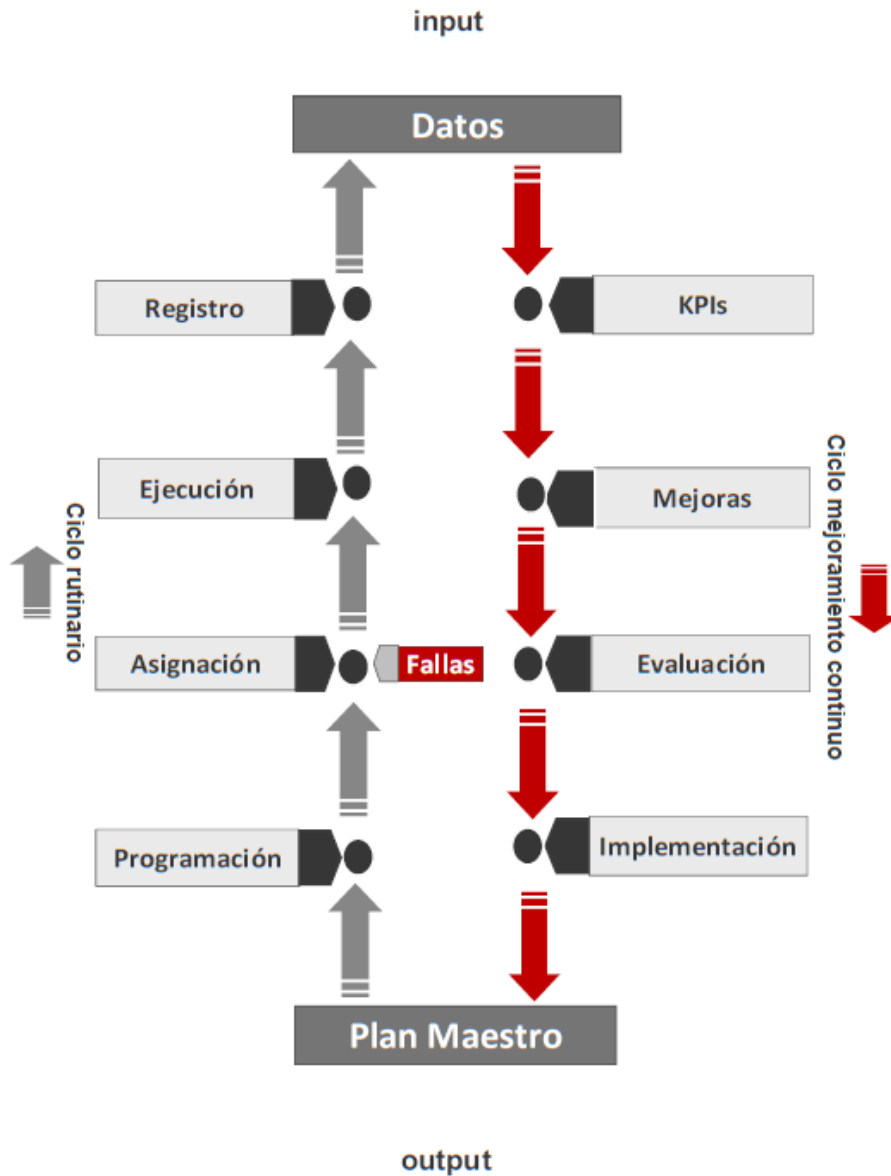 input
Datos
Registro
KPIs
Ejecución
Mejoras
Ciclo rutinario
Ciclo mejoramiento continuo
Asignación
Fallas
Evaluación
Programación
Implementación
Plan Maestro
output